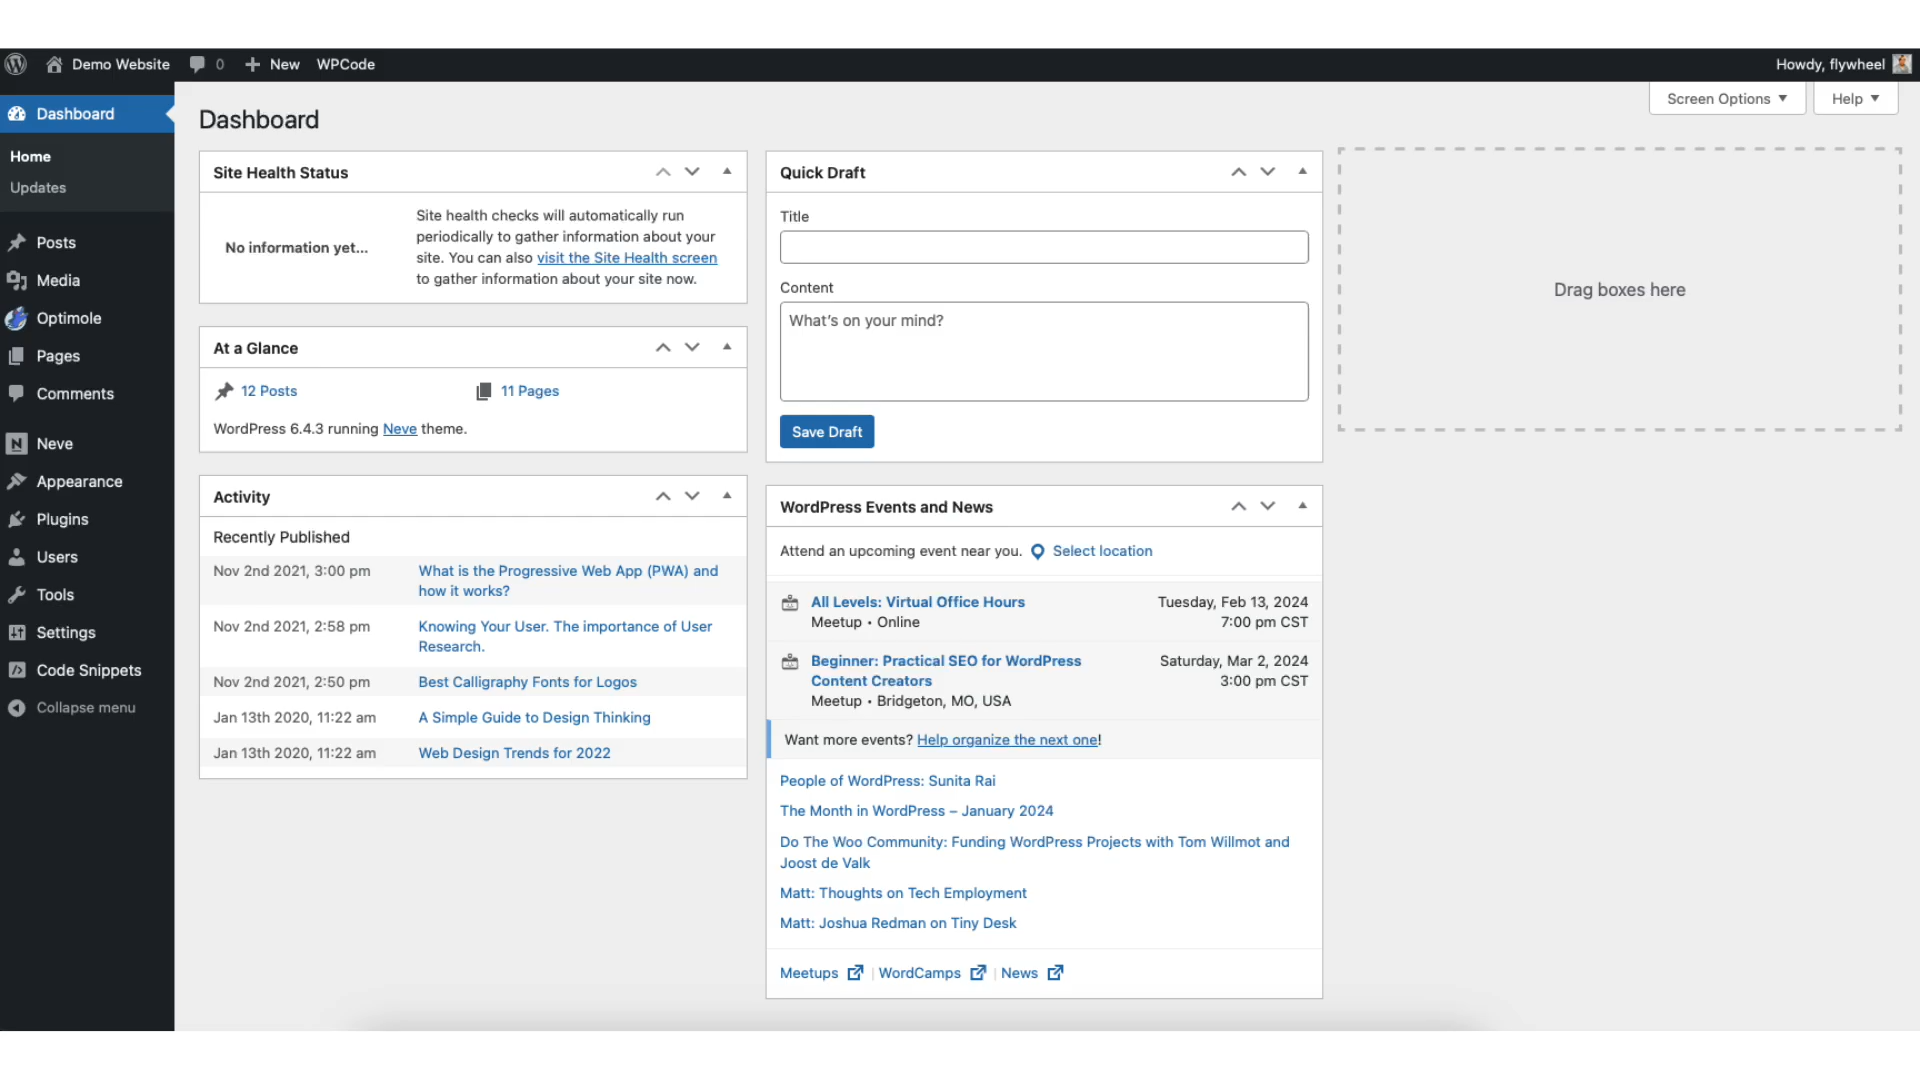 Demo Website 0 New WPCode Howdy, flywheel
Screen Options Help
Dashboard
Home
Updates
Posts
Media
Optimole
Pages
Comments
Neve
Appearance
Plugins
Users
Tools
Settings
Code Snippets
Collapse menu
Dashboard
Site Health Status
No information yet...
Site health checks will automatically run
periodically to gather information about your
site. You can also visit the Site Health screen
to gather information about your site now.
At a Glance
12 Posts 11 Pages
WordPress 6.4.3 running Neve theme.
Activity
Recently Published
Nov 2nd 2021, 3:00 pm What is the Progressive Web App (PWA) and
how it works?
Nov 2nd 2021, 2:58 pm Knowing Your User. The importance of User
Research.
Nov 2nd 2021, 2:50 pm Best Calligraphy Fonts for Logos
Jan 13th 2020, 11:22 am A Simple Guide to Design Thinking
Jan 13th 2020, 11:22 am Web Design Trends for 2022
Quick Draft
Title
Content
What's on your mind?
Save Draft
WordPress Events and News
Attend an upcoming event near you. Select location
All Levels: Virtual Office Hours Tuesday, Feb 13, 2024
Meetup • Online 7:00 pm CST
Beginner: Practical SEO for WordPress Saturday, Mar 2, 2024
Content Creators 3:00 pm CST
Meetup • Bridgeton, MO, USA
Want more events? Help organize the next one!
People of WordPress: Sunita Rai
The Month in WordPress – January 2024
Do The Woo Community: Funding WordPress Projects with Tom Willmot and
Joost de Valk
Matt: Thoughts on Tech Employment
Matt: Joshua Redman on Tiny Desk
Meetups | WordCamps | News
Drag boxes here